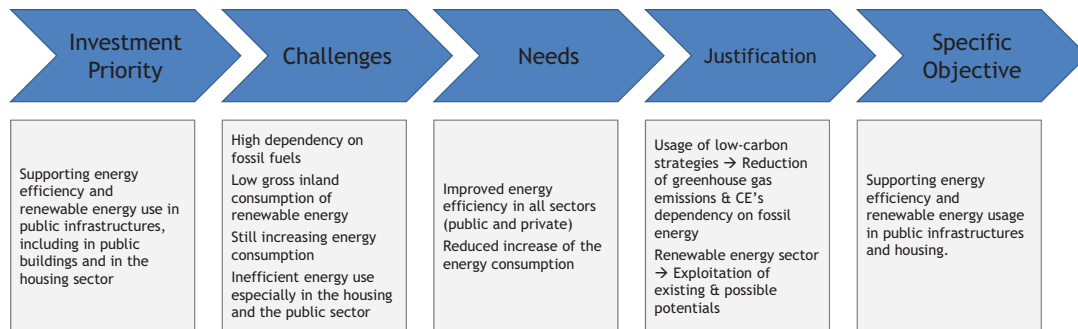 Investment
Priority
Challenges
Needs
Justification
Specific
Objective
Supporting energy
efficiency and
renewable energy use in
public infrastructures,
including in public
buildings and in the
housing sector
High dependency on
fossil fuels
Low gross inland
consumption of
renewable energy
Still increasing energy
consumption
Inefficient energy use
especially in the housing
and the public sector
Improved energy
efficiency in all sectors
(public and private)
Reduced increase of the
energy consumption
Usage of low-carbon
strategies → Reduction
of greenhouse gas
emissions & CE’s
dependency on fossil
energy
Renewable energy sector
→ Exploitation of
existing & possible
potentials
Supporting energy
efficiency and
renewable energy usage
in public infrastructures
and housing.